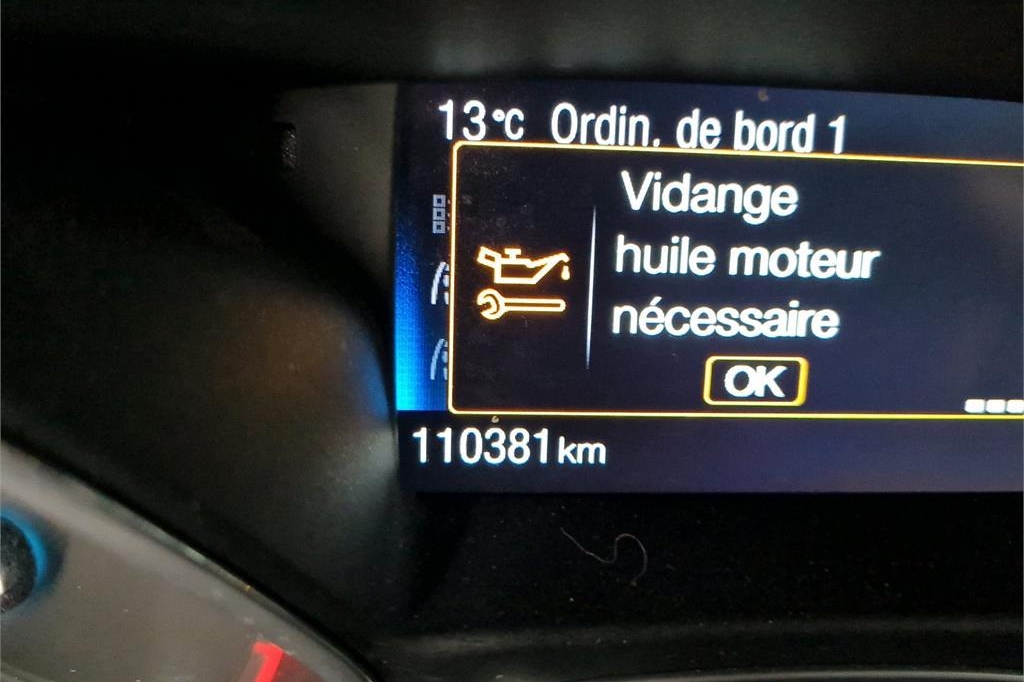 13°C Ordin. de bord 1
Vidange
huile moteur
nécessaire
OK
110381 km